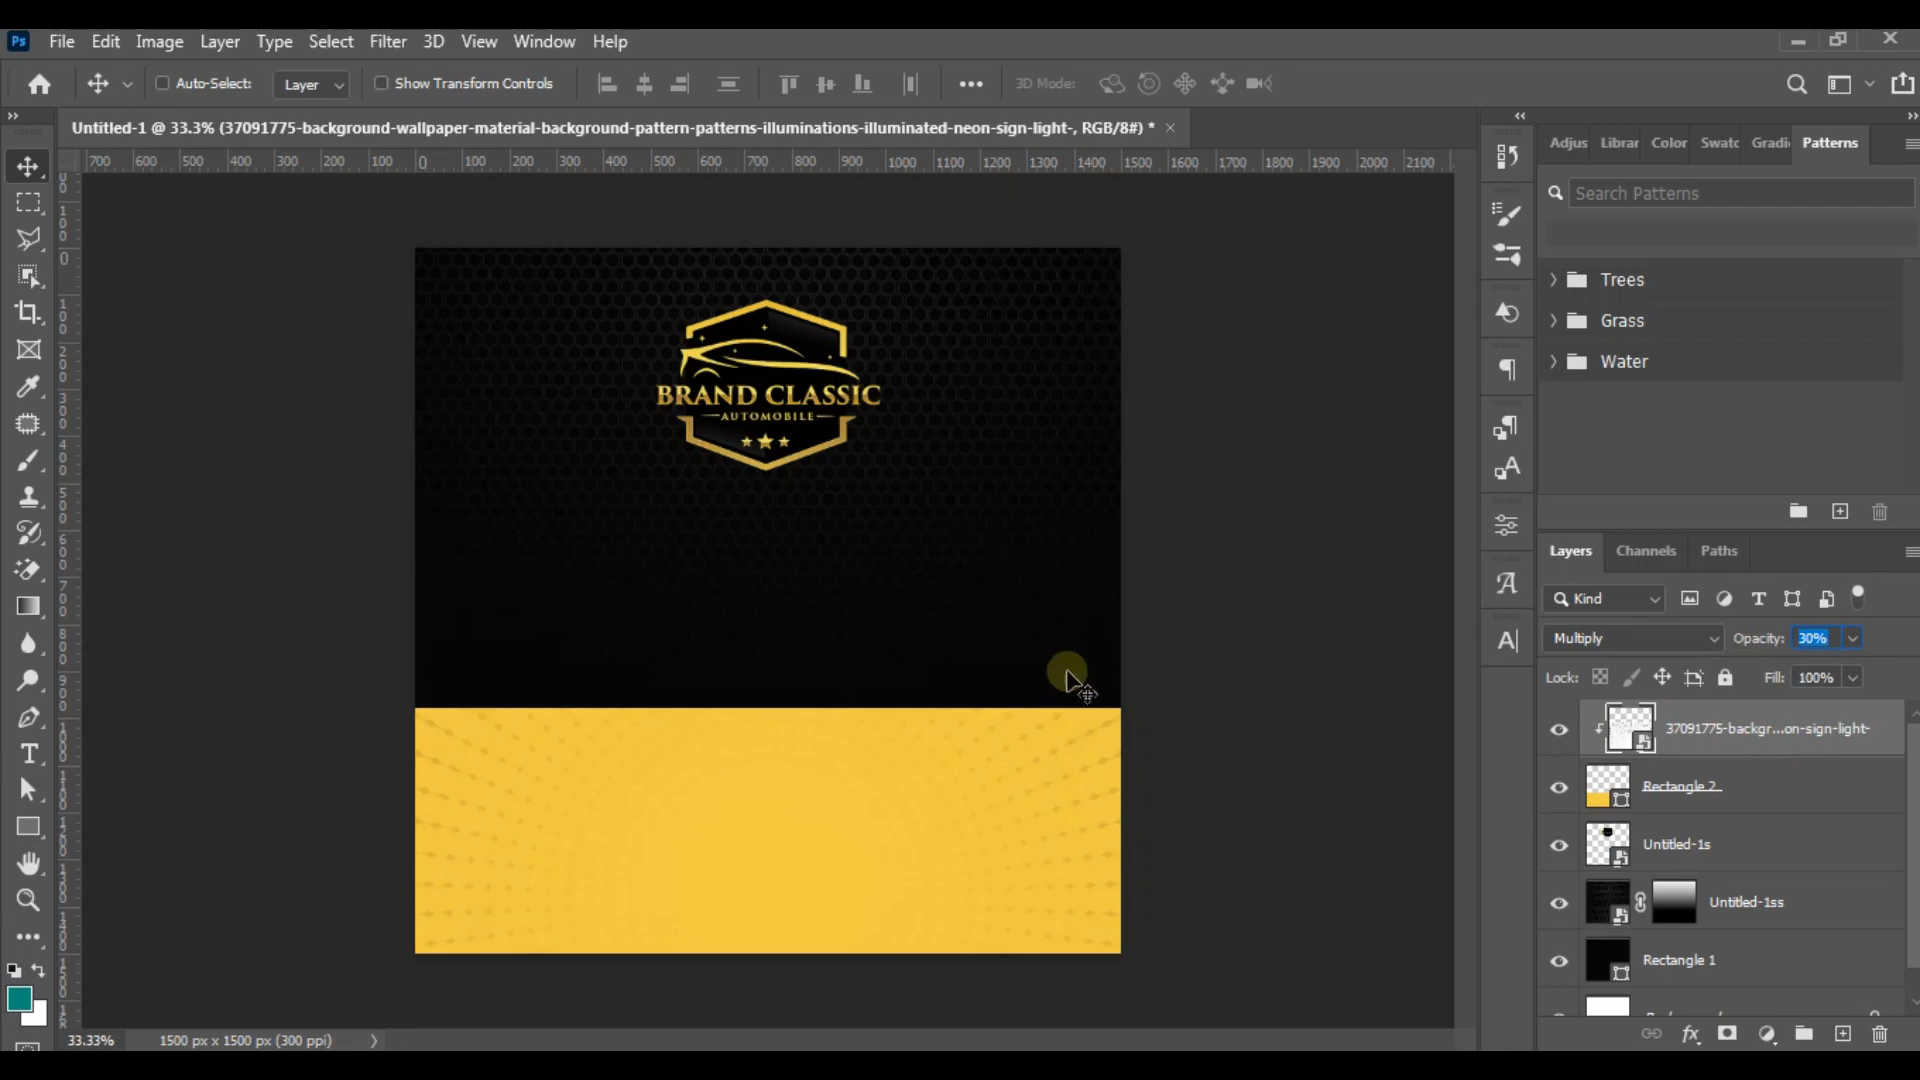 Ps File Edit Image Layer Type Select Filter 3D View Window Help
Auto-Select: Layer Show Transform Controls 3D Mode:
Untitled-1 @ 33.3% (37091775-background-wallpaper-material-background-pattern-patterns-illuminations-illuminated-neon-sign-light-, RGB/8#) *
700 600 500 400 300 200 100 0 100 200 300 400 500 600 700 800 900 1000 1100 1200 1300 1400 1500 1600 1700 1800 1900 2000 2100
Adjus Librar Color Swatc Gradi Patterns
Search Patterns
Trees
Grass
Water
BRAND CLASSIC
AUTOMOBILE
Layers Channels Paths
Kind
Multiply Opacity: 30%
Lock: Fill: 100%
37091775-backgr...on-sign-light-
Rectangle 2
Untitled-1s
Untitled-1ss
Rectangle 1
33.33% 1500 px x 1500 px (300 ppi)